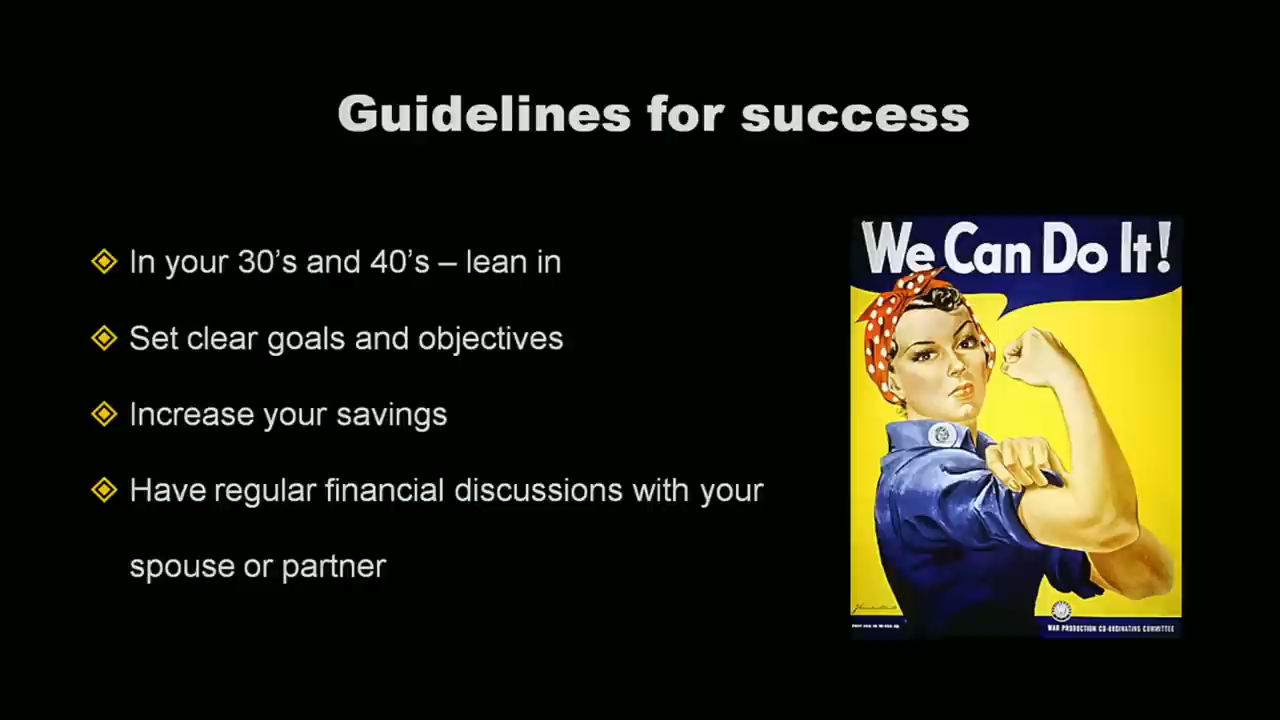 Guidelines for success
In your 30's and 40's – lean in
Set clear goals and objectives
Increase your savings
Have regular financial discussions with your
spouse or partner
We Can Do It!
WAR PRODUCTION CO-ORDINATING COMMITTEE